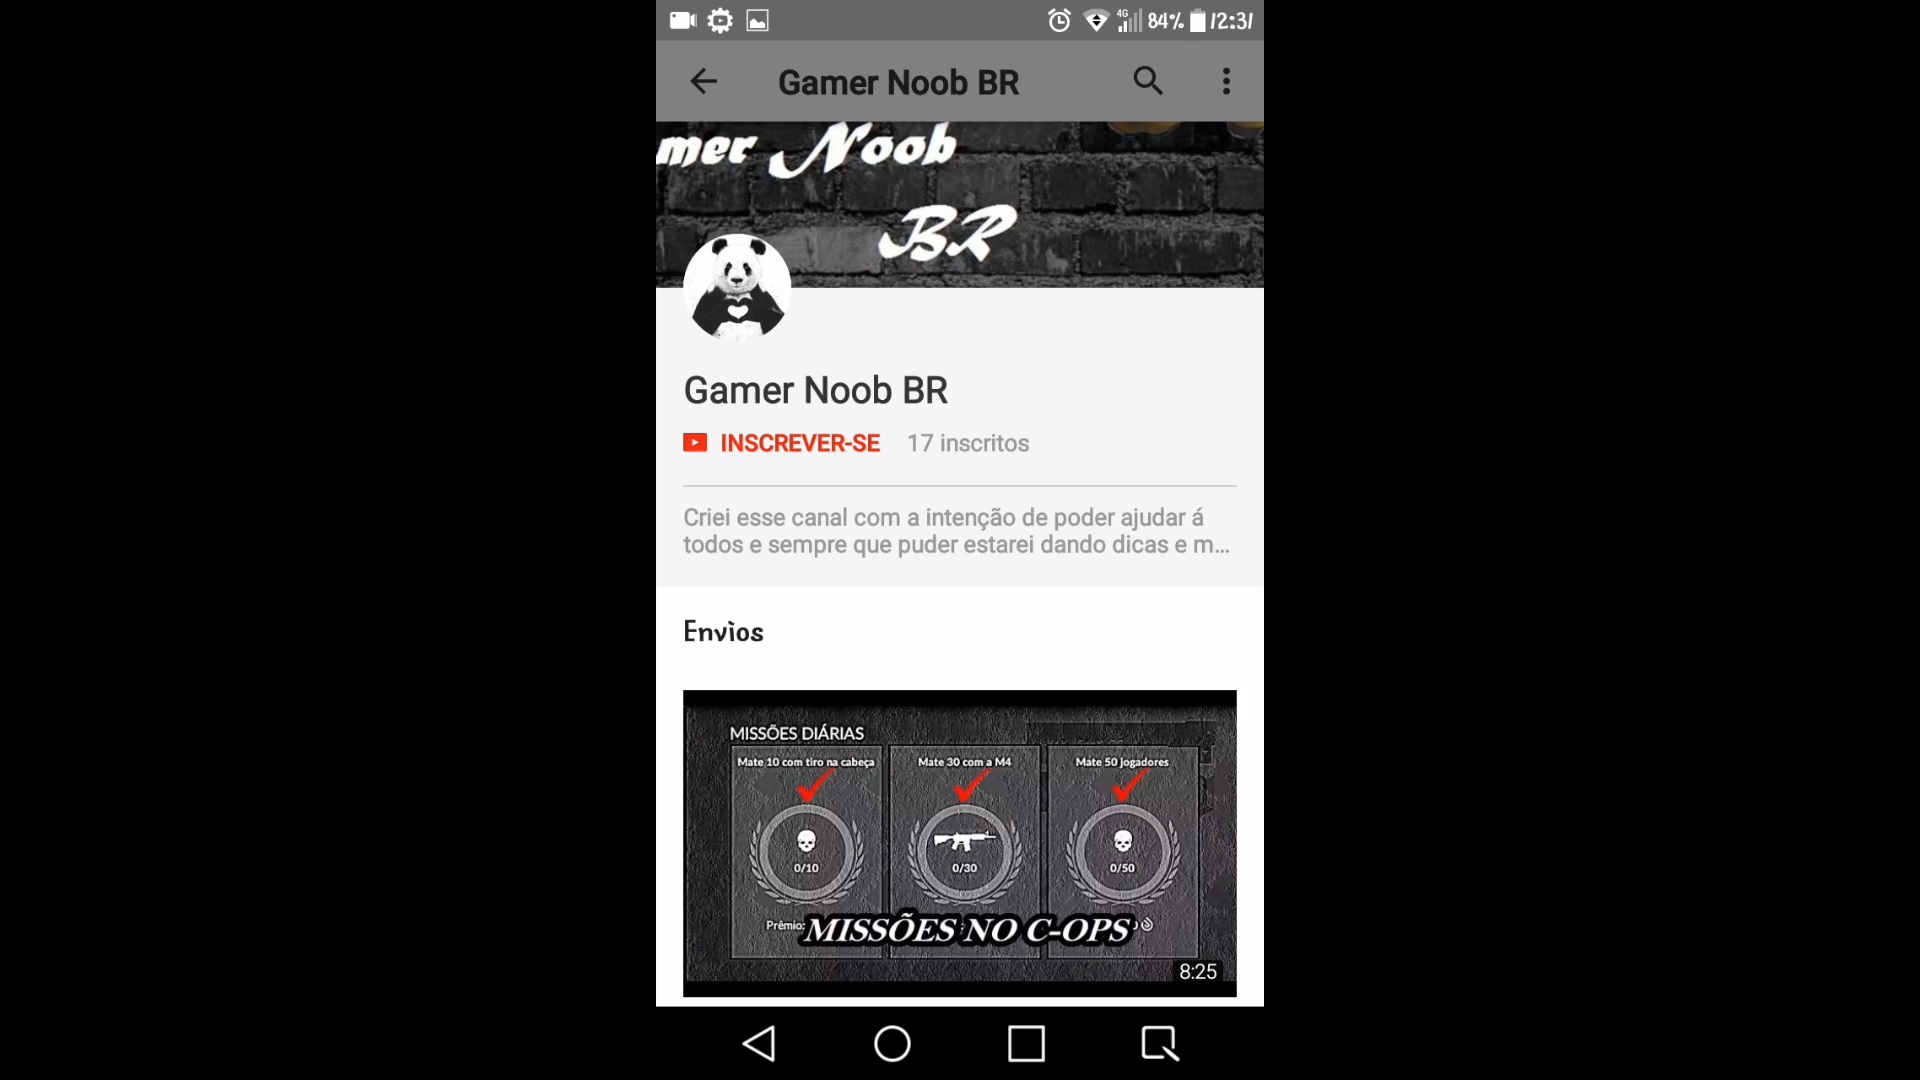 4G 84% 12:31
Gamer Noob BR
mer Noob
BR
Gamer Noob BR
INSCREVER-SE 17 inscritos
Criei esse canal com a intenção de poder ajudar á
todos e sempre que puder estarei dando dicas e m...
Envios
MISSÕES DIÁRIAS
Mate 10 com tiro na cabeça Mate 30 com a M4 Mate 50 jogadores
0/10 0/30 0/50
Prêmio:
MISSÕES NO C-OPS
8:25